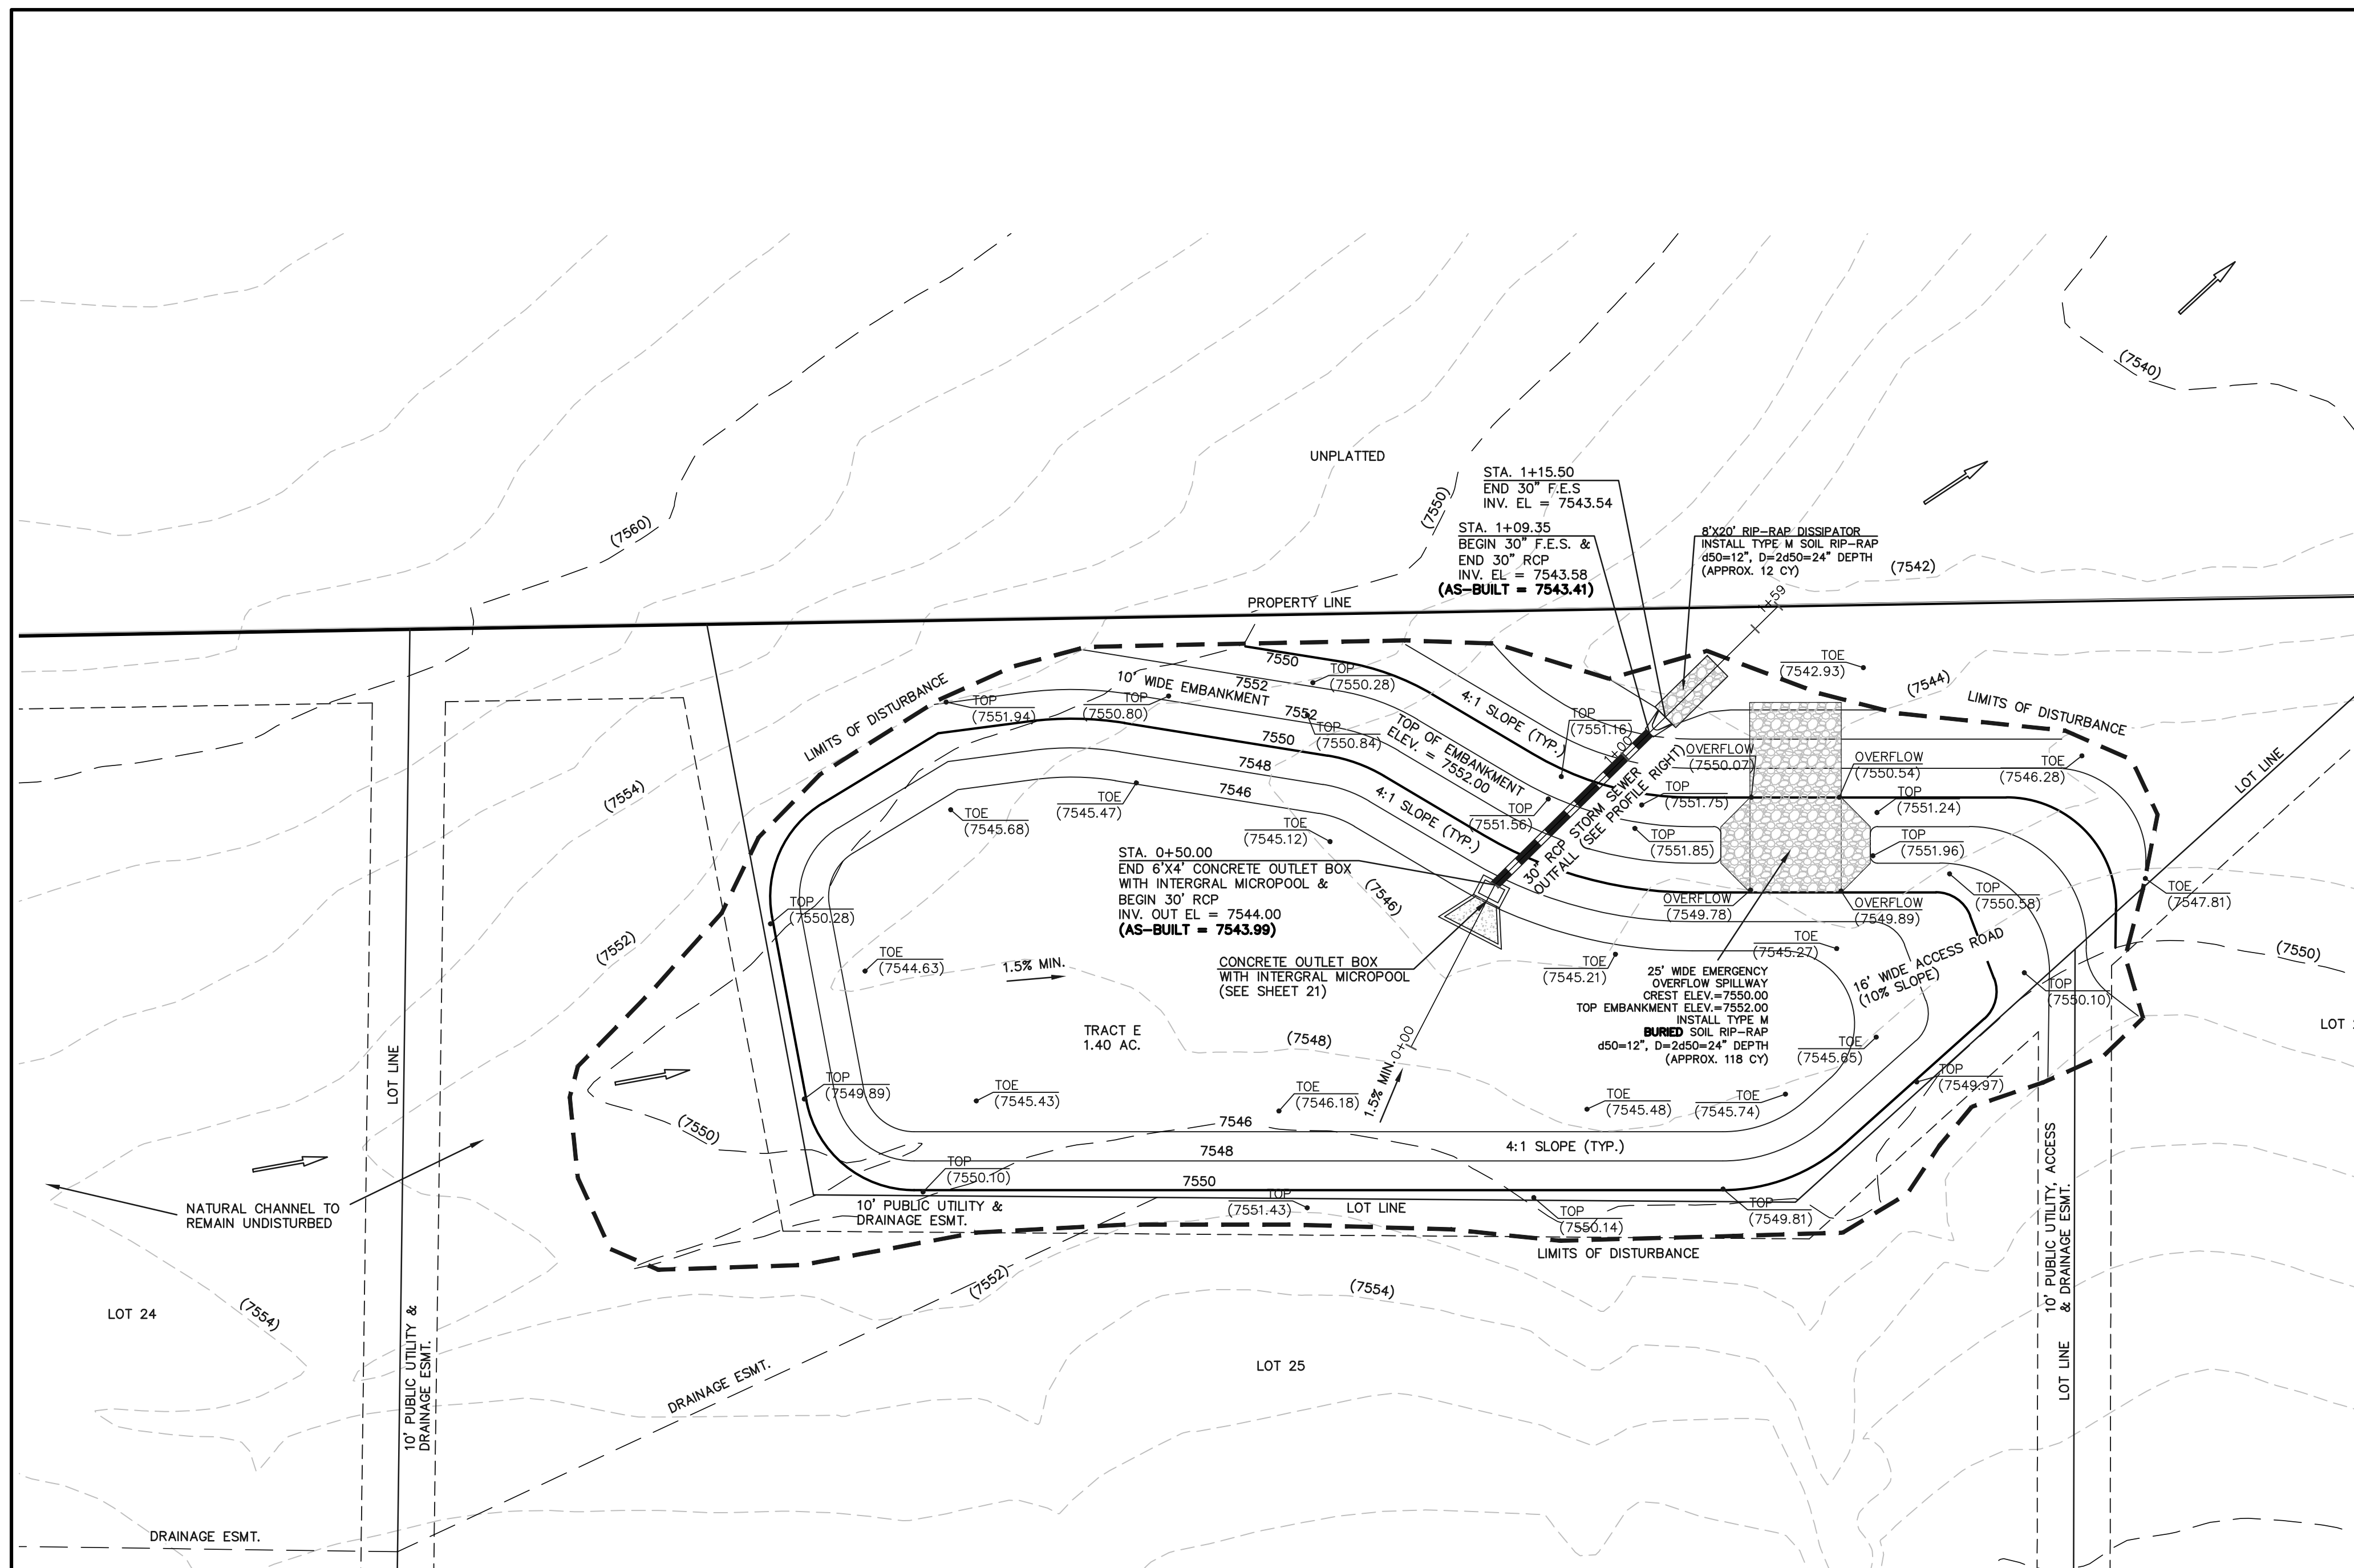 UNPLATTED
(7540)
(7560)
(7550)
STA. 1+15.50
END 30" F.E.S
INV. EL = 7543.54
STA. 1+09.35
BEGIN 30" F.E.S. &
END 30" RCP
INV. EL = 7543.58
(AS-BUILT = 7543.41)
8'X20' RIP-RAP DISSIPATOR
INSTALL TYPE M SOIL RIP-RAP
d50=12", D=2d50=24" DEPTH
(APPROX. 12 CY)
(7542)
1+59
PROPERTY LINE
7550
TOP
(7550.28)
7552
10' WIDE EMBANKMENT
LIMITS OF DISTURBANCE
TOP
(7551.94)
TOP
(7550.80)
7552
TOP
(7550.84)
7550
7548
7546
4:1 SLOPE (TYP.)
TOP OF EMBANKMENT
ELEV. = 7552.00
4:1 SLOPE (TYP.)
TOP
(7551.16)
1+00
30" RCP STORM SEWER
OUTFALL (SEE PROFILE RIGHT)
TOE
(7542.93)
(7544)
LIMITS OF DISTURBANCE
OVERFLOW
(7550.07)
OVERFLOW
(7550.54)
TOE
(7546.28)
LOT LINE
TOP
(7551.75)
TOP
(7551.24)
TOP
(7551.56)
TOP
(7551.85)
TOP
(7551.96)
(7554)
TOE
(7545.68)
TOE
(7545.47)
TOE
(7545.12)
STA. 0+50.00
END 6'X4' CONCRETE OUTLET BOX
WITH INTERGRAL MICROPOOL &
BEGIN 30' RCP
INV. OUT EL = 7544.00
(AS-BUILT = 7543.99)
(7546)
OVERFLOW
(7549.78)
OVERFLOW
(7549.89)
TOP
(7550.58)
TOE
(7547.81)
TOP
(7550.28)
(7552)
TOE
(7544.63)
1.5% MIN.
CONCRETE OUTLET BOX
WITH INTERGRAL MICROPOOL
(SEE SHEET 21)
TOE
(7545.21)
TOE
(7545.27)
16' WIDE ACCESS ROAD
(10% SLOPE)
(7550)
25' WIDE EMERGENCY
OVERFLOW SPILLWAY
CREST ELEV.=7550.00
TOP EMBANKMENT ELEV.=7552.00
INSTALL TYPE M
BURIED SOIL RIP-RAP
d50=12", D=2d50=24" DEPTH
(APPROX. 118 CY)
TOP
(7550.10)
LOT
TRACT E
1.40 AC.
(7548)
0+00
1.5% MIN.
TOE
(7545.65)
LOT LINE
TOP
(7549.89)
TOE
(7545.43)
TOE
(7546.18)
TOE
(7545.48)
TOE
(7545.74)
TOP
(7549.97)
(7550)
7546
7548
7550
4:1 SLOPE (TYP.)
TOP
(7550.10)
NATURAL CHANNEL TO
REMAIN UNDISTURBED
10' PUBLIC UTILITY &
DRAINAGE ESMT.
TOP
(7551.43)
LOT LINE
TOP
(7550.14)
TOP
(7549.81)
LIMITS OF DISTURBANCE
10' PUBLIC UTILITY, ACCESS
& DRAINAGE ESMT.
LOT LINE
(7552)
(7554)
LOT 24
(7554)
10' PUBLIC UTILITY &
DRAINAGE ESMT.
LOT 25
DRAINAGE ESMT.
DRAINAGE ESMT.